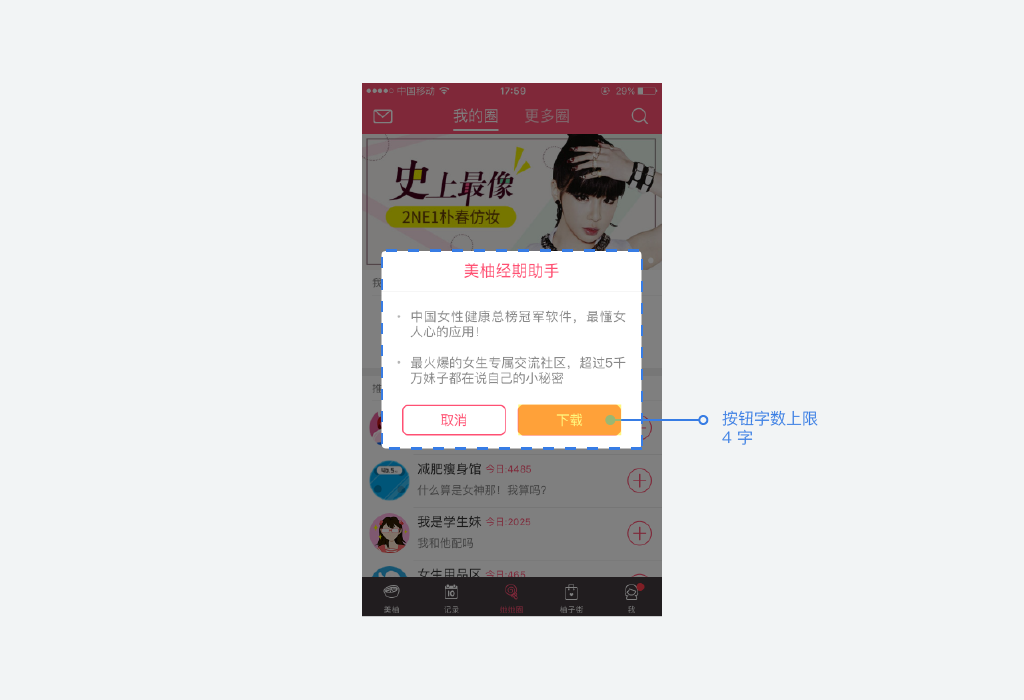 中国移动 17:59 29%
我的圈 更多圈
史上最像
2NE1朴春仿妆
我
美柚经期助手
· 中国女性健康总榜冠军软件，最懂女
人心的应用！
· 最火爆的女生专属交流社区，超过5千
万妹子都在说自己的小秘密
推
取消 下载
按钮字数上限
4 字
减肥瘦身馆 今日:4485
什么算是女神那！我算吗？
我是学生妹 今日:2025
我和他配吗
女生用品区 今日:465
10
美柚 记录 她她圈 柚子街 我